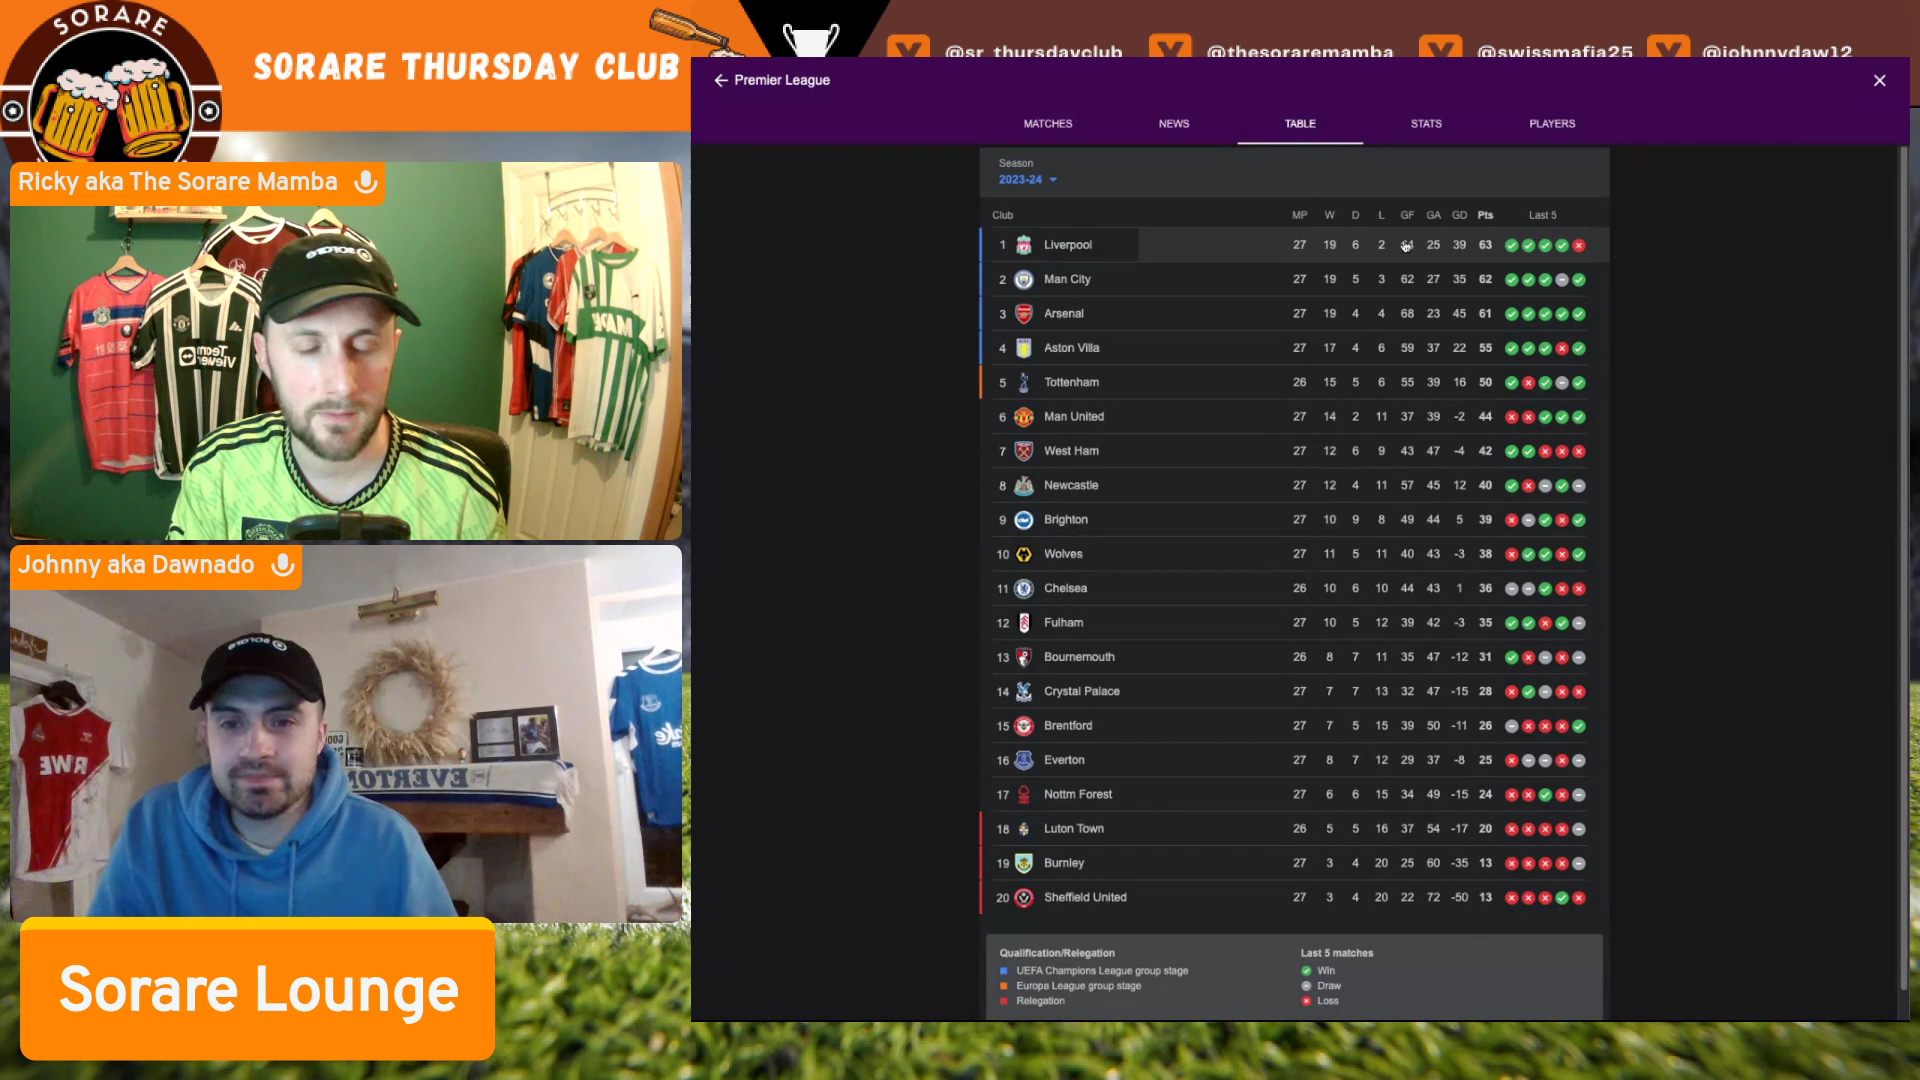 SORARE
SORARE THURSDAY CLUB
@sr_thursdayclub
@thesoraremamba
@swissmafia25
@johnnydaw12
Ricky aka The Sorare Mamba
Team Viewer
Johnny aka Dawnado
RWE
EVERTON
Sorare Lounge
Premier League
MATCHES NEWS TABLE STATS PLAYERS
Season
2023-24
Club MP W D L GF GA GD Pts Last 5
1 Liverpool 27 19 6 2 25 39 63
2 Man City 27 19 5 3 62 27 35 62
3 Arsenal 27 19 4 4 68 23 45 61
4 Aston Villa 27 17 4 6 59 37 22 55
5 Tottenham 26 15 5 6 55 39 16 50
6 Man United 27 14 2 11 37 39 -2 44
7 West Ham 27 12 6 9 43 47 -4 42
8 Newcastle 27 12 4 11 57 45 12 40
9 Brighton 27 10 9 8 49 44 5 39
10 Wolves 27 11 5 11 40 43 -3 38
11 Chelsea 26 10 6 10 44 43 1 36
12 Fulham 27 10 5 12 39 42 -3 35
13 Bournemouth 26 8 7 11 35 47 -12 31
14 Crystal Palace 27 7 7 13 32 47 -15 28
15 Brentford 27 7 5 15 39 50 -11 26
16 Everton 27 8 7 12 29 37 -8 25
17 Nottm Forest 27 6 6 15 34 49 -15 24
18 Luton Town 26 5 5 16 37 54 -17 20
19 Burnley 27 3 4 20 25 60 -35 13
20 Sheffield United 27 3 4 20 22 72 -50 13
Qualification/Relegation
UEFA Champions League group stage
Europa League group stage
Relegation
Last 5 matches
Win
Draw
Loss